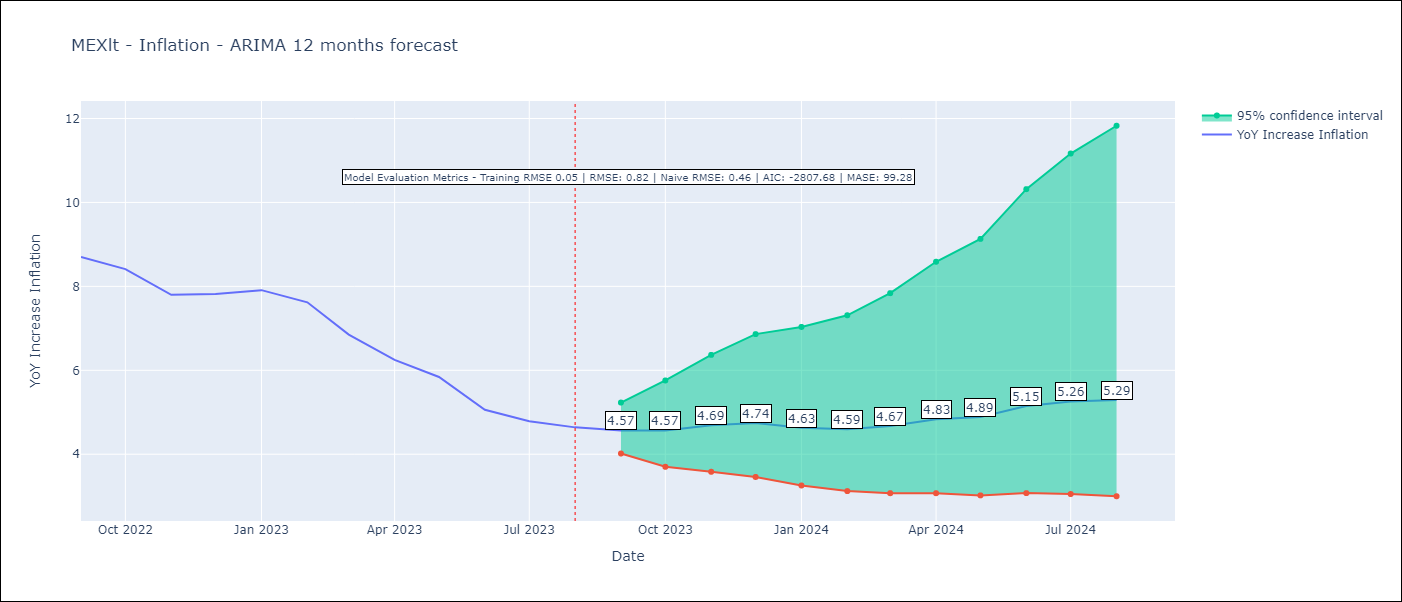 MEXlt - Inflation - ARIMA 12 months forecast
95% confidence interval
YoY Increase Inflation
Model Evaluation Metrics - Training RMSE 0.05 | RMSE: 0.82 | Naive RMSE: 0.46 | AIC: -2807.68 | MASE: 99.28
YoY Increase Inflation
12
10
8
6
4
4.57
4.57
4.69
4.74
4.63
4.59
4.67
4.83
4.89
5.15
5.26
5.29
Oct 2022
Jan 2023
Apr 2023
Jul 2023
Oct 2023
Jan 2024
Apr 2024
Jul 2024
Date